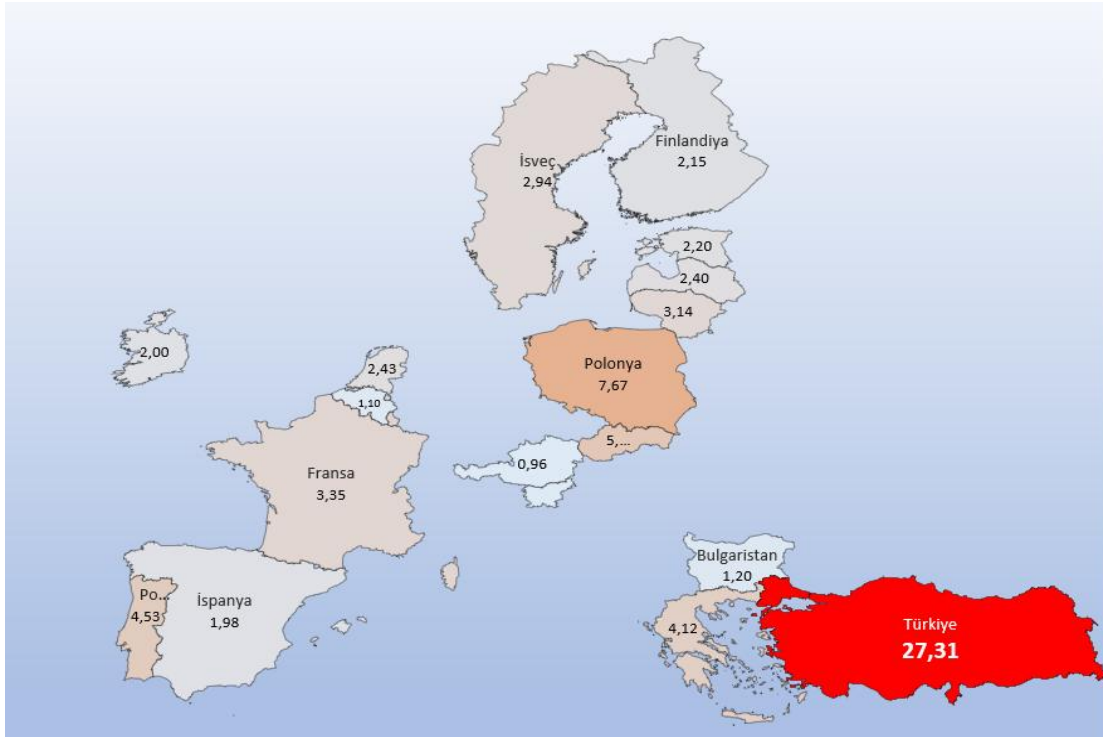 Finlandiya
2,15
İsveç
2,94
2,20
2,40
3,14
2,00
Polonya
7,67
2,43
1,10
5,...
0,96
Fransa
3,35
Bulgaristan
1,20
Po...
4,53
İspanya
1,98
4,12
Türkiye
27,31